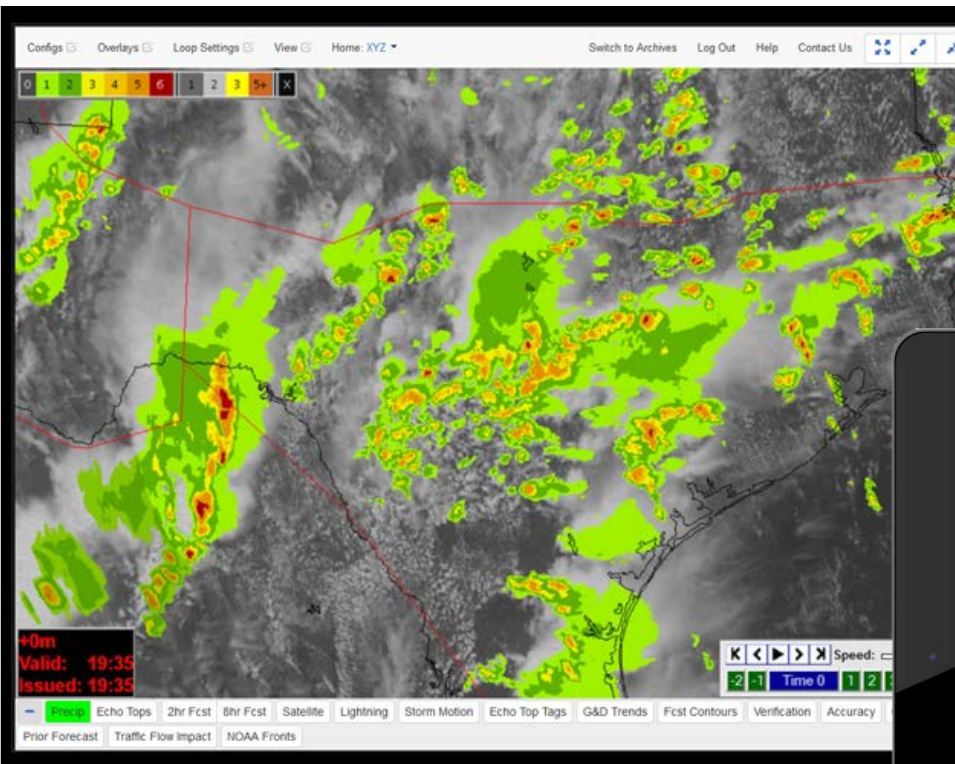 Configs Overlays Loop Settings View Home: XYZ Switch to Archives Log Out Help Contact Us
0 1 2 3 4 5 6 1 2 3 5+ X
+0m
Valid: 19:35
Issued: 19:35
K < > > Speed:
-2 -1 Time 0 1 2
- Precip Echo Tops 2hr Fcst 8hr Fcst Satellite Lightning Storm Motion Echo Top Tags G&D Trends Fcst Contours Verification Accuracy
Prior Forecast Traffic Flow Impact NOAA Fronts